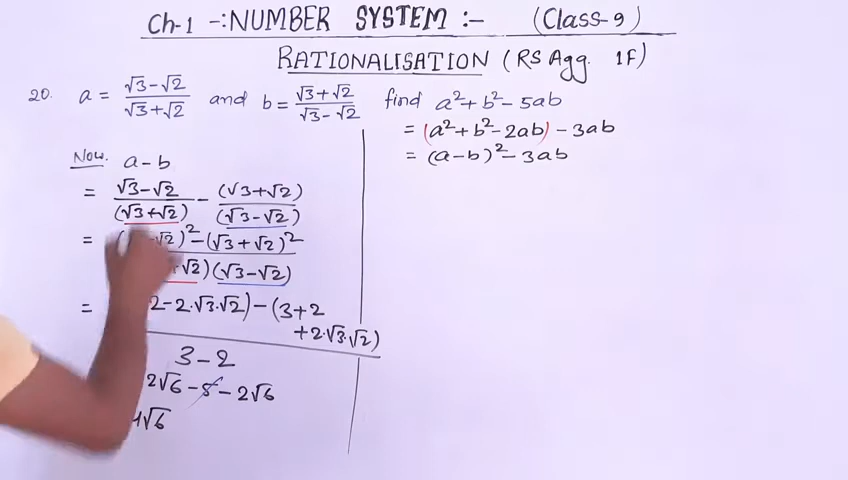 Ch-1 -: NUMBER SYSTEM :- (Class-9)
RATIONALISATION (RS Agg. 1F)
20. a = (√3-√2)/(√3+√2) and b = (√3+√2)/(√3-√2) find a²+b²-5ab
= (a²+b²-2ab) - 3ab
= (a-b)² - 3ab
Now. a-b
= (√3-√2)/(√3+√2) - (√3+√2)/(√3-√2)
= √2)² - (√3+√2)²
√2)(√3-√2)
= 2-2·√3·√2) - (3+2
+2·√3·√2)
3-2
2√6 - 5 - 2√6
√6